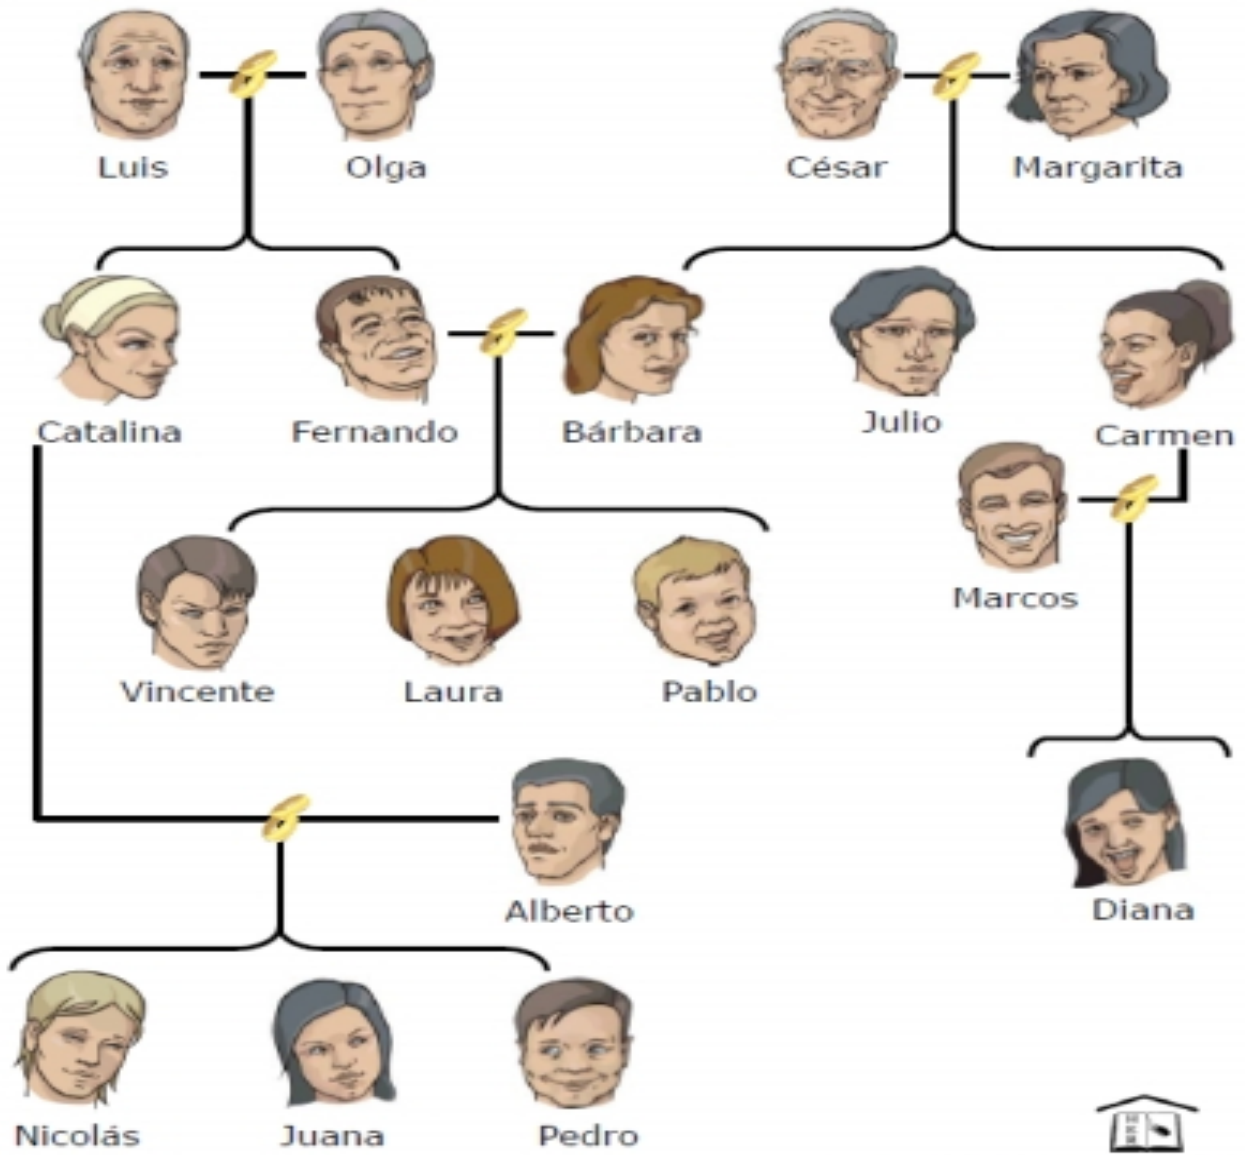 Luis
Olga
César
Margarita
Catalina
Fernando
Bárbara
Julio
Carmen
Marcos
Vincente
Laura
Pablo
Alberto
Diana
Nicolás
Juana
Pedro